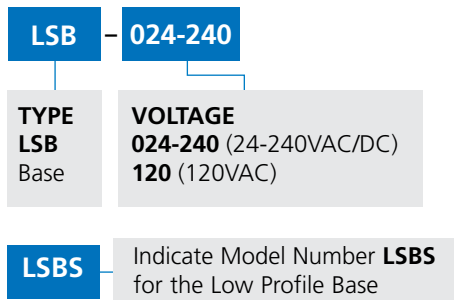 LSB – 024-240
TYPE
LSB
Base
VOLTAGE
024-240 (24-240VAC/DC)
120 (120VAC)
LSBS
Indicate Model Number LSBS
for the Low Profile Base